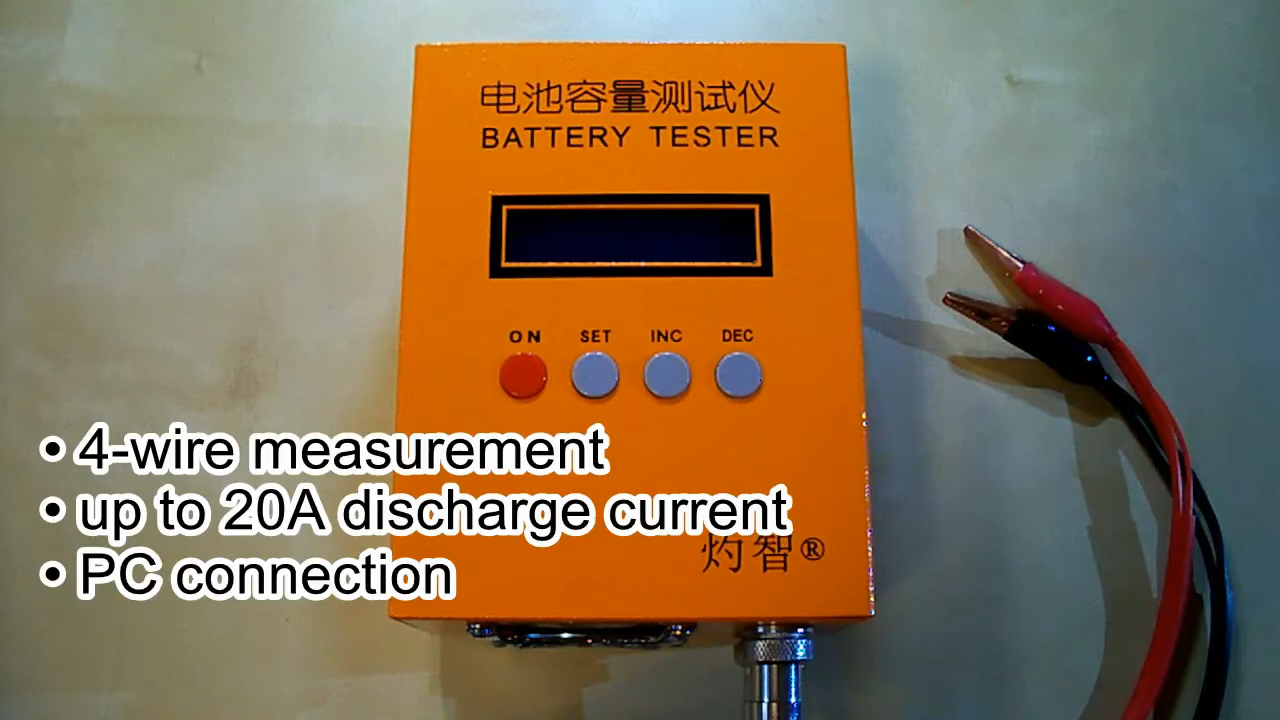 电池容量测试仪
BATTERY TESTER
ON SET INC DEC
• 4-wire measurement
• up to 20A discharge current
• PC connection
灼智®